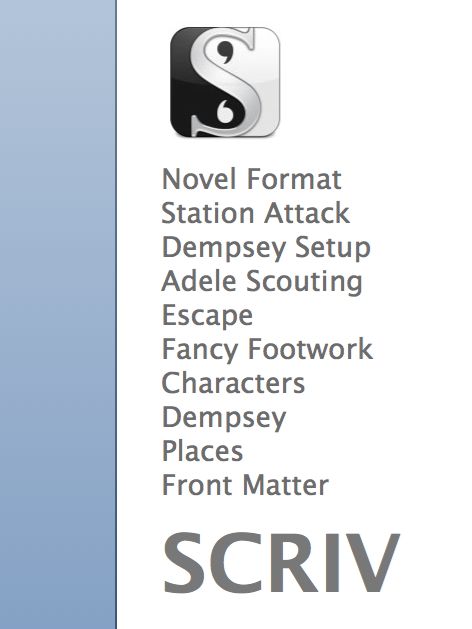 Novel Format
Station Attack
Dempsey Setup
Adele Scouting
Escape
Fancy Footwork
Characters
Dempsey
Places
Front Matter
SCRIV